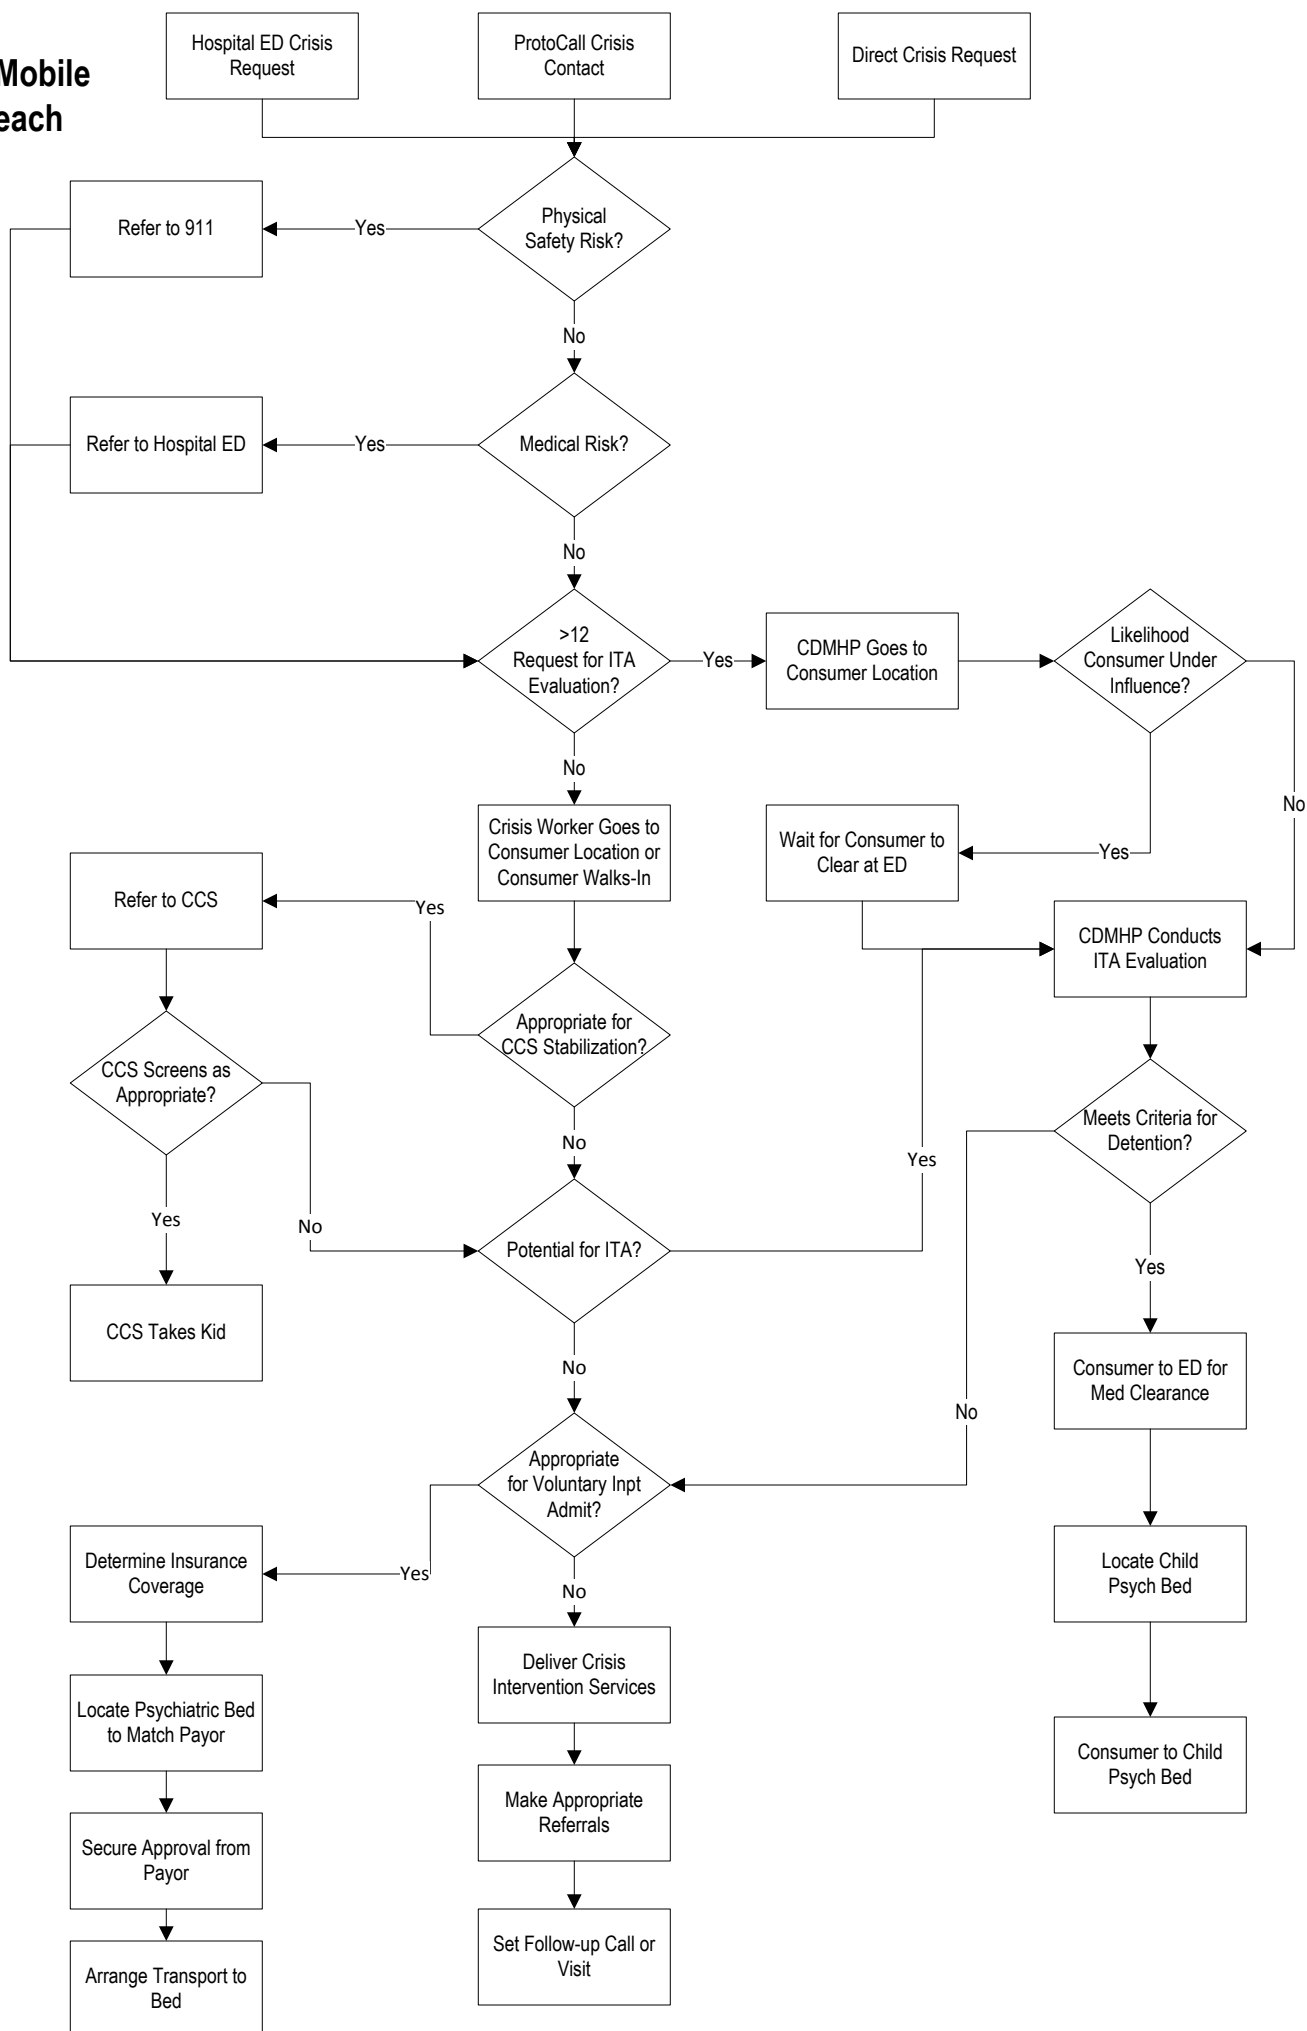 Mobile
each
Hospital ED Crisis
Request
ProtoCall Crisis
Contact
Direct Crisis Request
Physical
Safety Risk?
Yes
Refer to 911
No
Medical Risk?
Yes
Refer to Hospital ED
No
>12
Request for ITA
Evaluation?
Yes
CDMHP Goes to
Consumer Location
Likelihood
Consumer Under
Influence?
No
No
Crisis Worker Goes to
Consumer Location or
Consumer Walks-In
Wait for Consumer to
Clear at ED
Yes
Refer to CCS
Yes
CDMHP Conducts
ITA Evaluation
Appropriate for
CCS Stabilization?
CCS Screens as
Appropriate?
Meets Criteria for
Detention?
No
Yes
Yes
No
Potential for ITA?
Yes
CCS Takes Kid
No
Consumer to ED for
Med Clearance
No
Appropriate
for Voluntary Inpt
Admit?
Determine Insurance
Coverage
Yes
No
Locate Child
Psych Bed
Deliver Crisis
Intervention Services
Locate Psychiatric Bed
to Match Payor
Consumer to Child
Psych Bed
Make Appropriate
Referrals
Secure Approval from
Payor
Set Follow-up Call or
Visit
Arrange Transport to
Bed